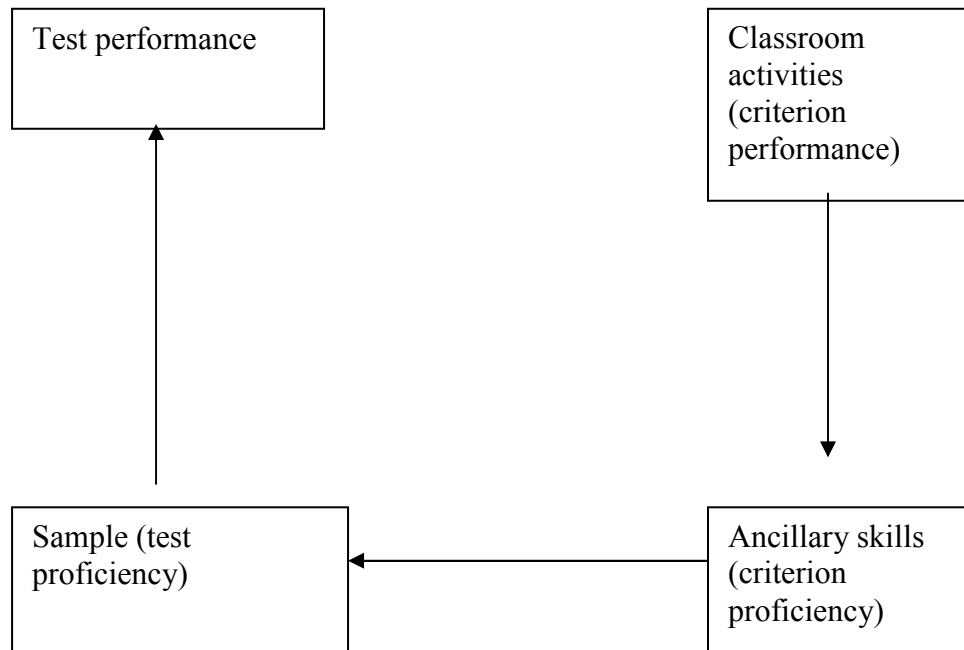 Test performance
Classroom
activities
(criterion
performance)
Sample (test
proficiency)
Ancillary skills
(criterion
proficiency)